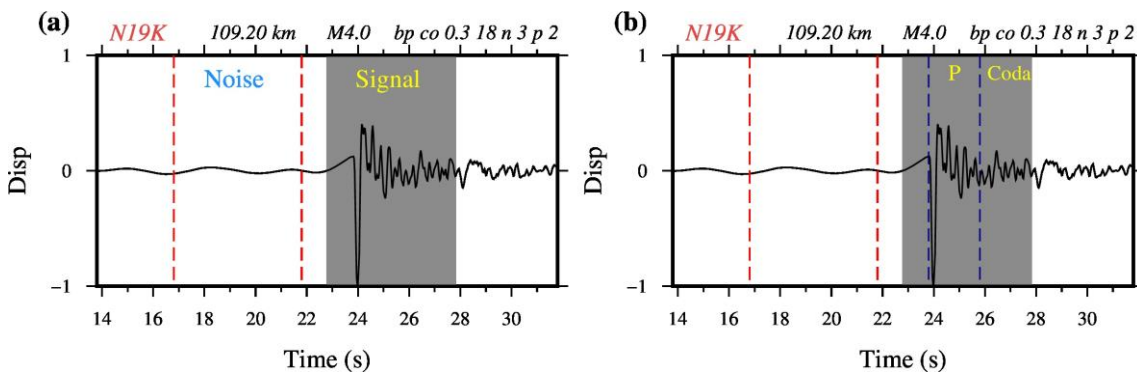 (a) N19K 109.20 km M4.0 bp co 0.3 18 n 3 p 2
1
Noise Signal
Disp
0
−1
14 16 18 20 22 24 26 28 30
Time (s)
(b) N19K 109.20 km M4.0 bp co 0.3 18 n 3 p 2
1
P Coda
Disp
0
−1
14 16 18 20 22 24 26 28 30
Time (s)